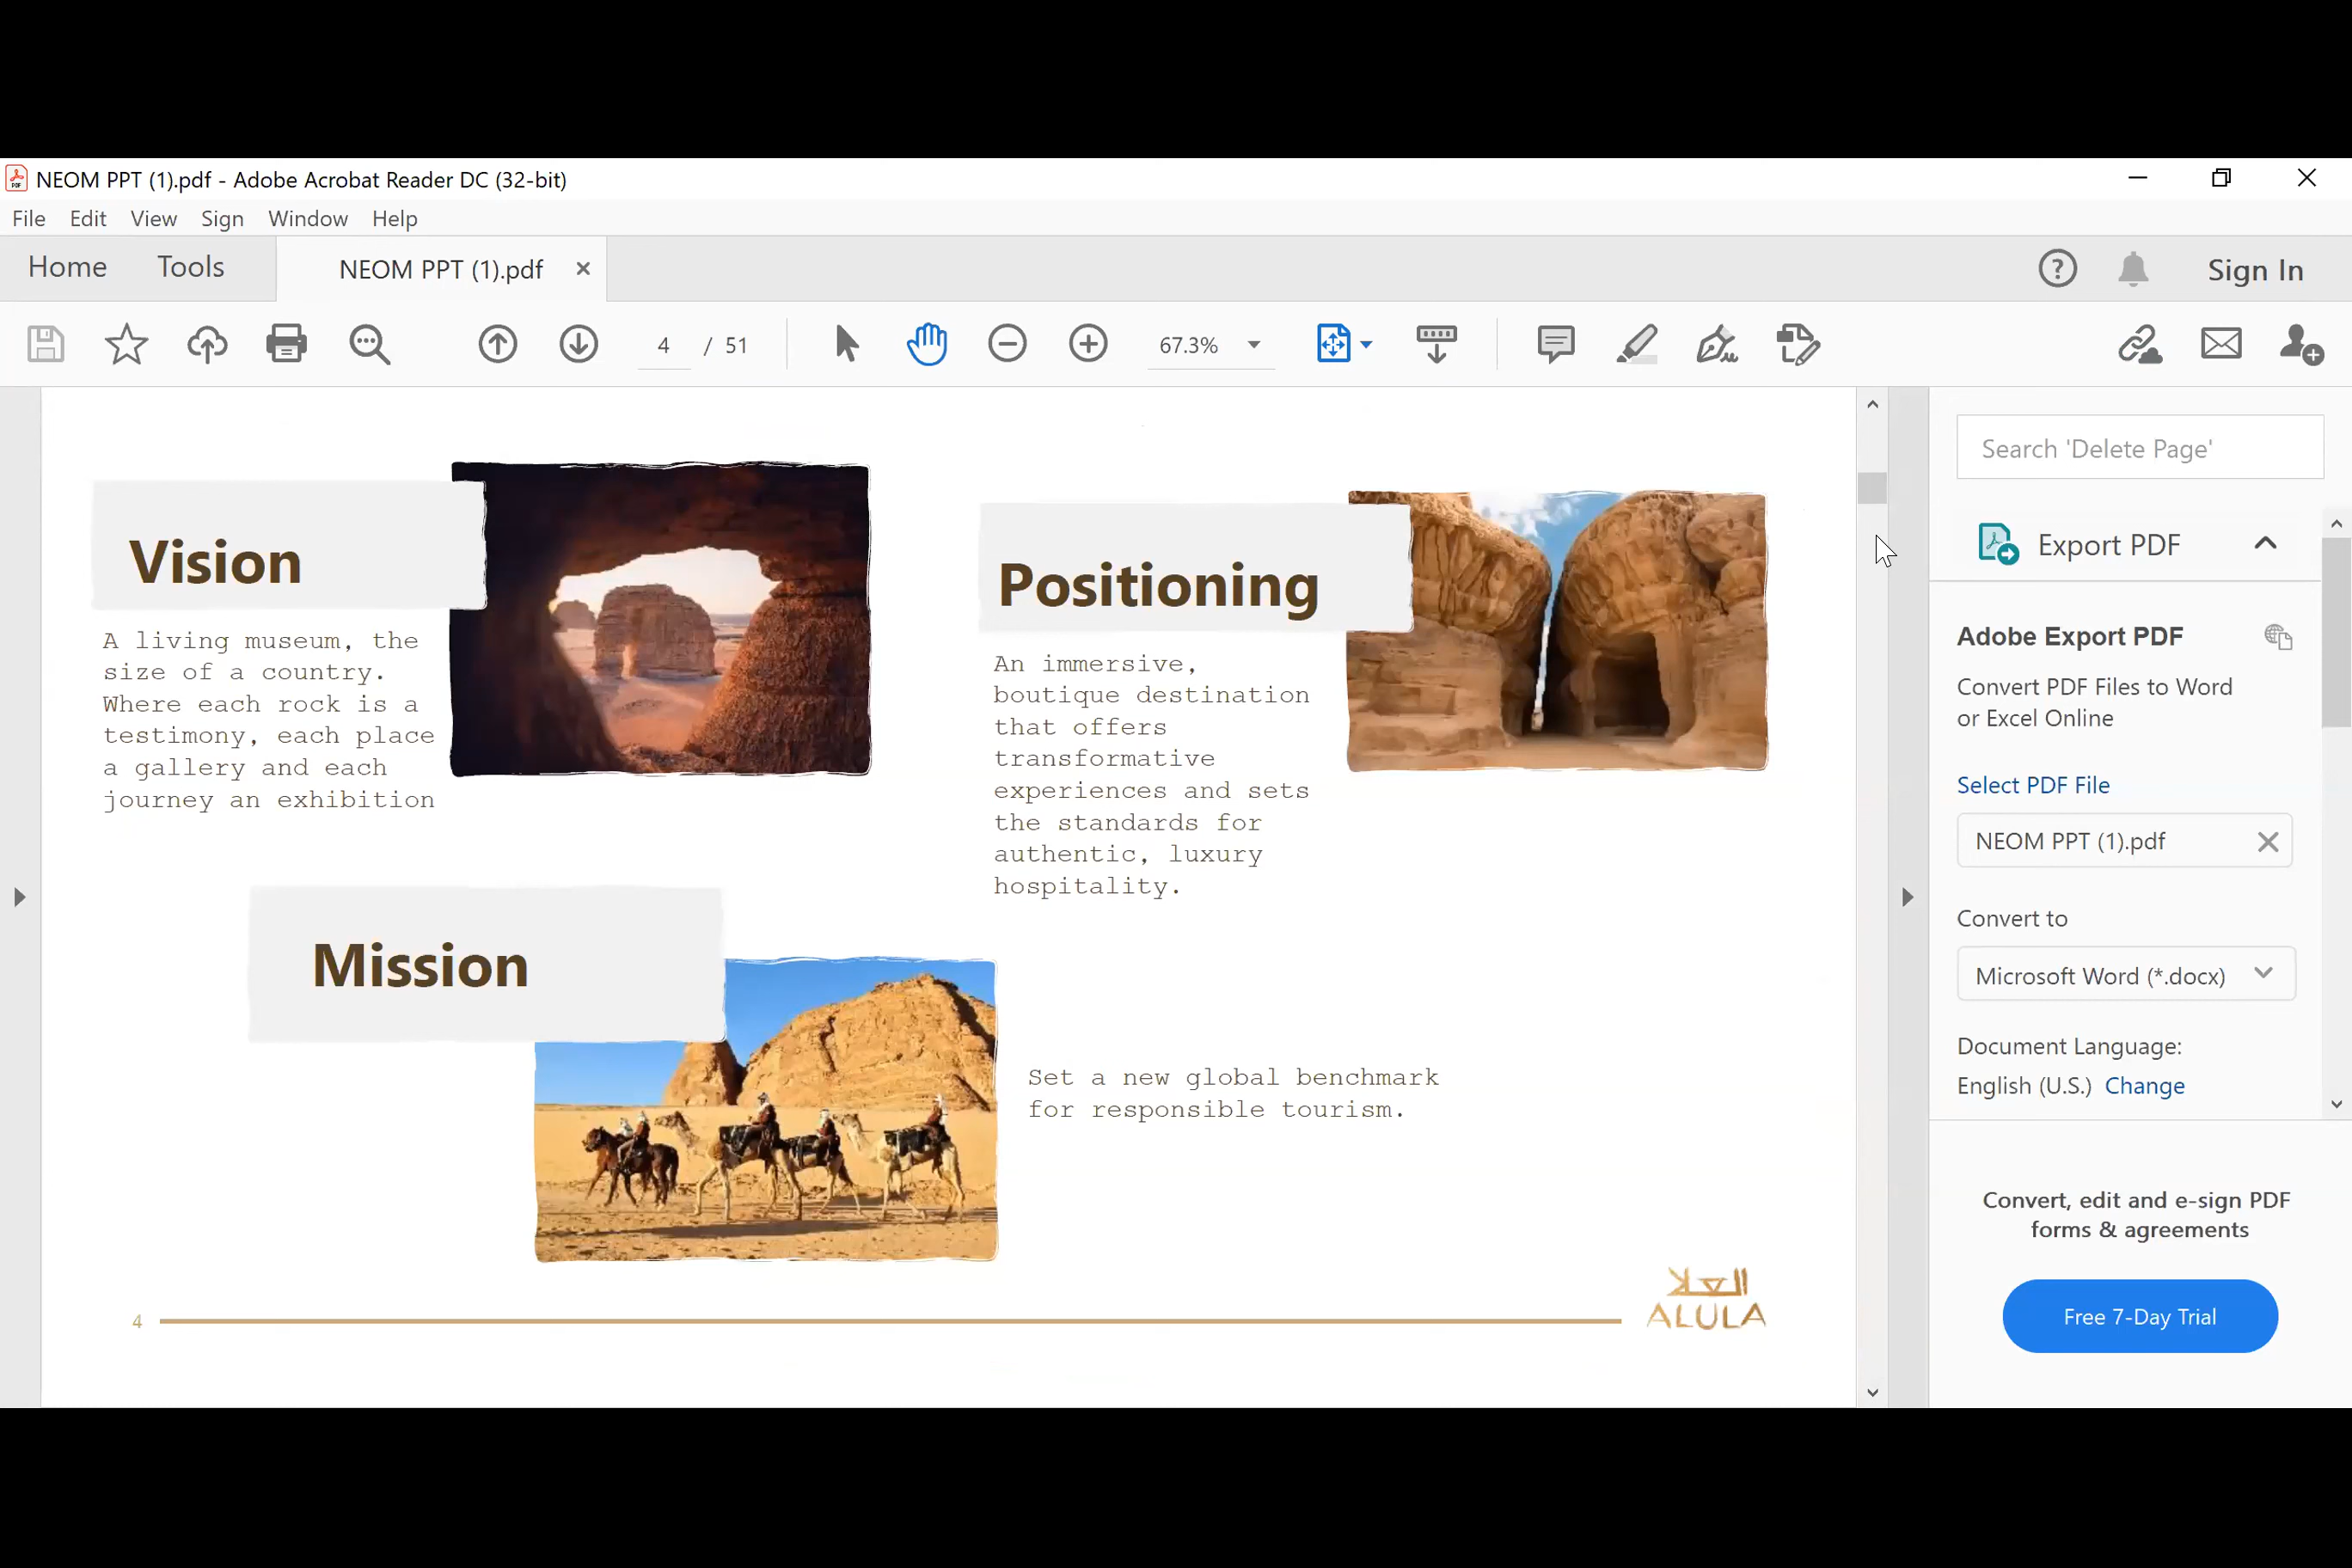 NEOM PPT (1).pdf - Adobe Acrobat Reader DC (32-bit)
File Edit View Sign Window Help
Home Tools NEOM PPT (1).pdf Sign In
4 / 51 67.3%
Vision
A living museum, the
size of a country.
Where each rock is a
testimony, each place
a gallery and each
journey an exhibition
Positioning
An immersive,
boutique destination
that offers
transformative
experiences and sets
the standards for
authentic, luxury
hospitality.
Mission
Set a new global benchmark
for responsible tourism.
4
العلا
ALULA
Search 'Delete Page'
Export PDF
Adobe Export PDF
Convert PDF Files to Word
or Excel Online
Select PDF File
NEOM PPT (1).pdf
Convert to
Microsoft Word (*.docx)
Document Language:
English (U.S.) Change
Convert, edit and e-sign PDF
forms & agreements
Free 7-Day Trial